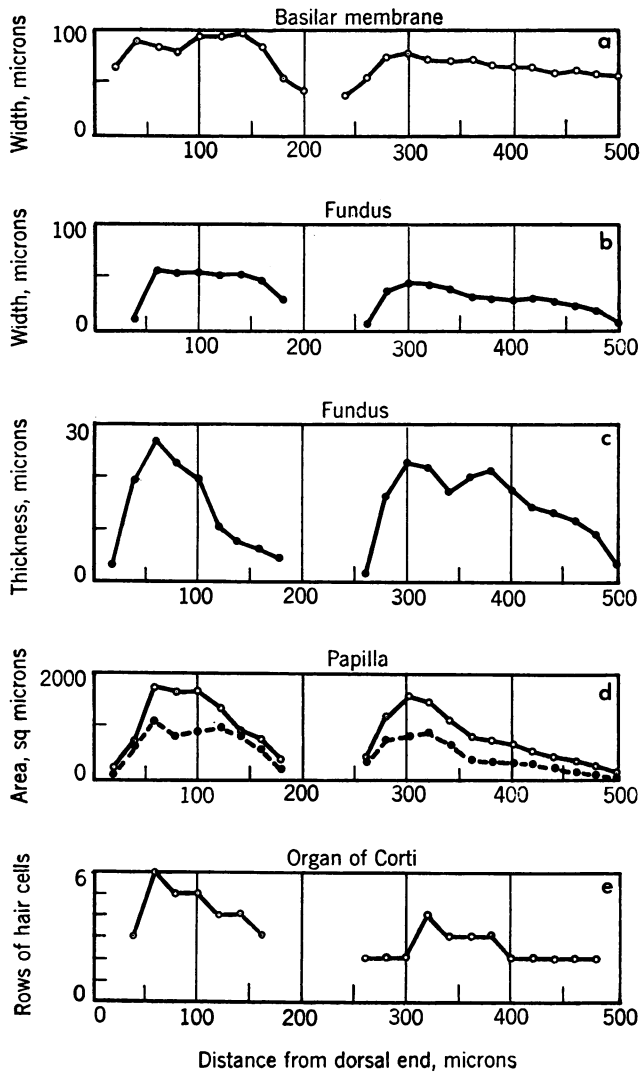 Basilar membrane
Width, microns
100
0
a
100 200 300 400 500
Fundus
Width, microns
100
0
b
100 200 300 400 500
Fundus
Thickness, microns
30
0
c
100 200 300 400 500
Papilla
Area, sq microns
2000
0
d
100 200 300 400 500
Organ of Corti
Rows of hair cells
6
0
e
0 100 200 300 400 500
Distance from dorsal end, microns